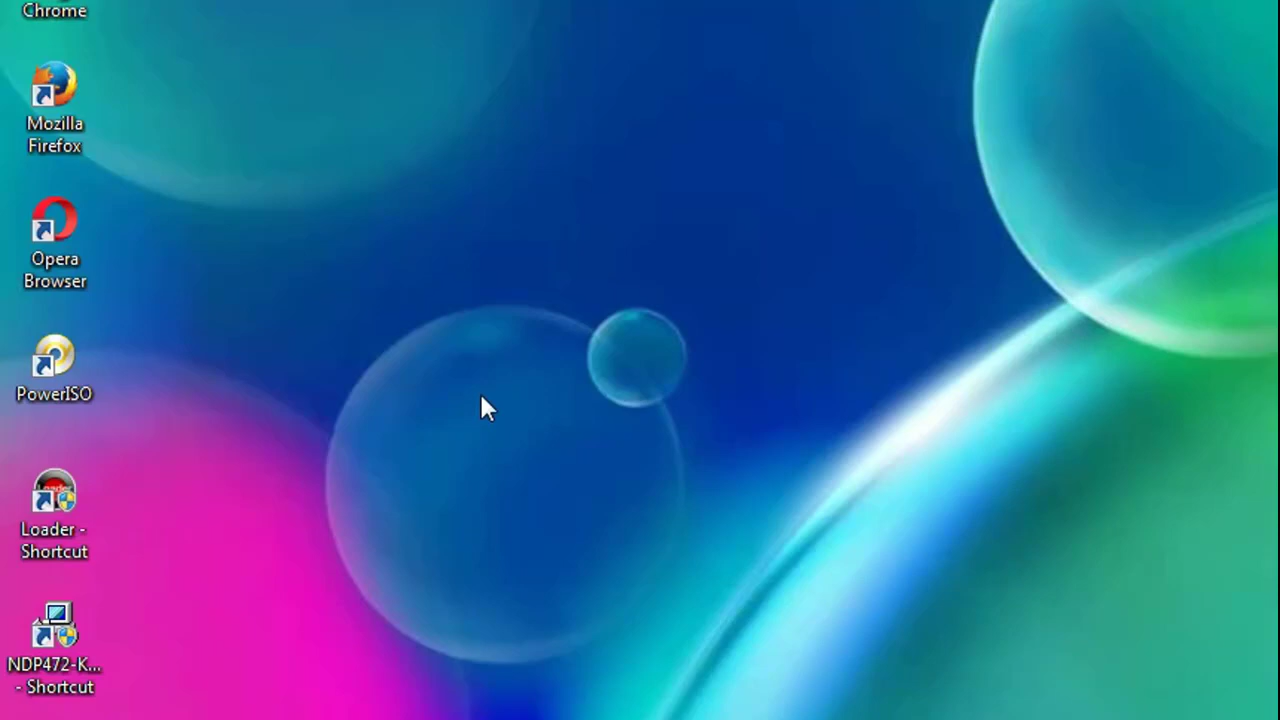 Chrome
Mozilla
Firefox
Opera
Browser
PowerISO
Loader -
Shortcut
NDP472-K...
- Shortcut